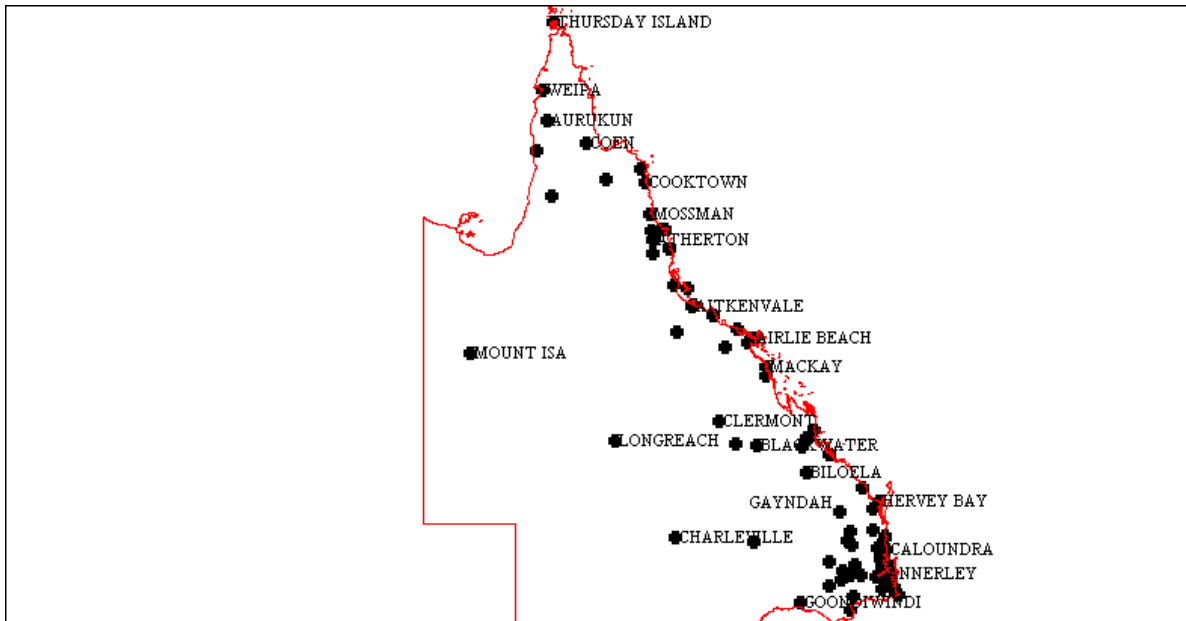 THURSDAY ISLAND
WEIPA
AURUKUN
COEN
COOKTOWN
MOSSMAN
ATHERTON
AITKENVALE
AIRLIE BEACH
MOUNT ISA
MACKAY
CLERMONT
LONGREACH
BLACKWATER
BILOELA
GAYNDAH
HERVEY BAY
CHARLEVILLE
CALOUNDRA
ANNERLEY
GOONDIWINDI